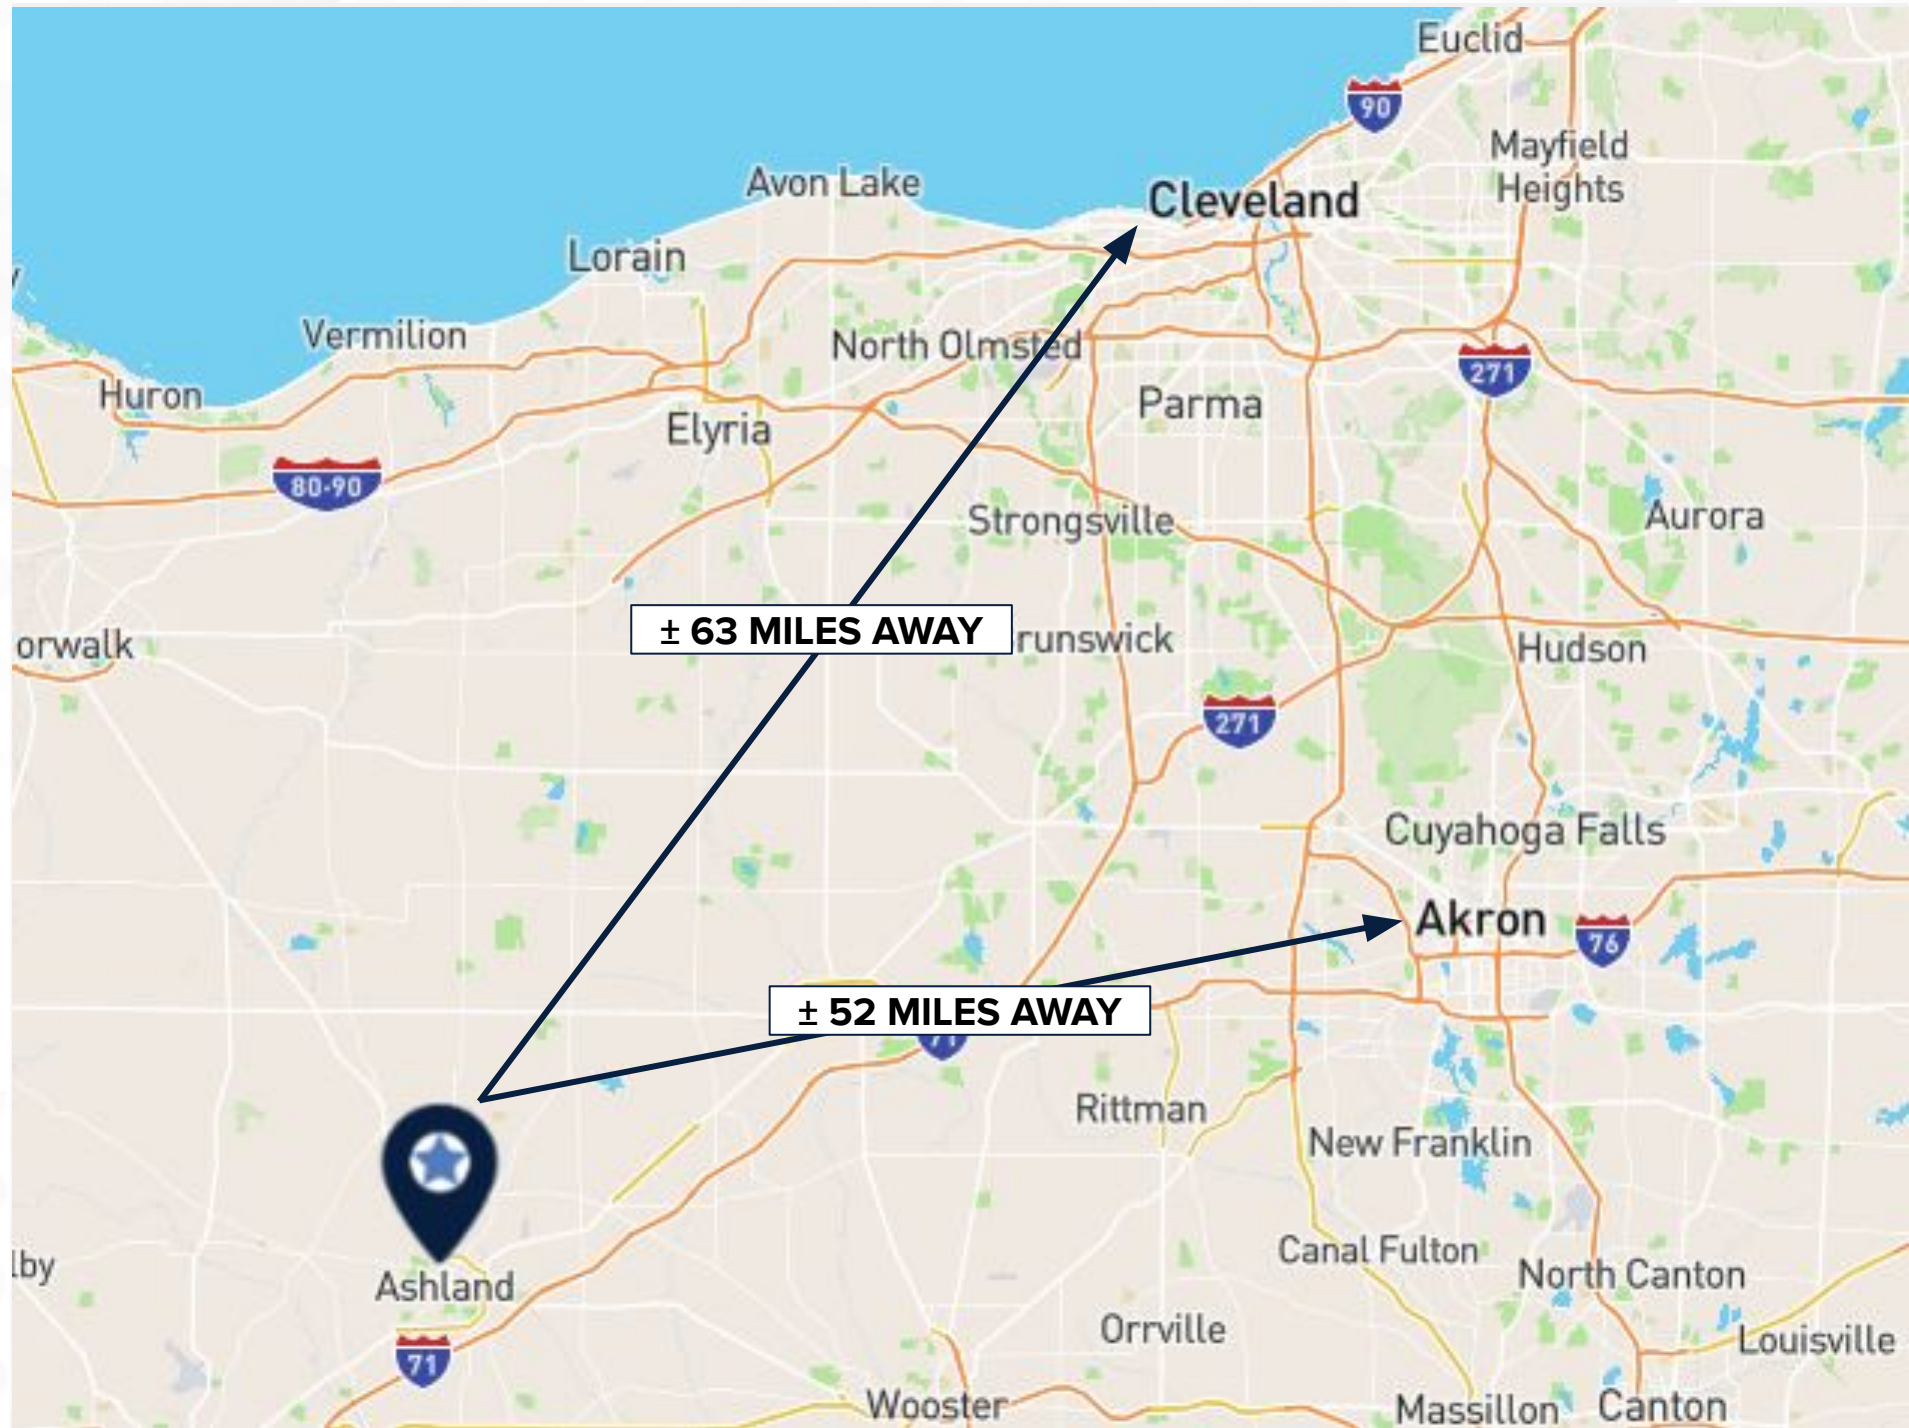 Euclid
90
Mayfield
Heights
Avon Lake
Cleveland
Lorain
Vermilion
North Olmsted
271
Huron
Parma
Elyria
80-90
Strongsville
Aurora
± 63 MILES AWAY
runswick
orwalk
Hudson
271
Cuyahoga Falls
Akron
76
± 52 MILES AWAY
71
Rittman
New Franklin
Canal Fulton
lby
North Canton
Ashland
Orrville
Louisville
71
Wooster
Massillon
Canton